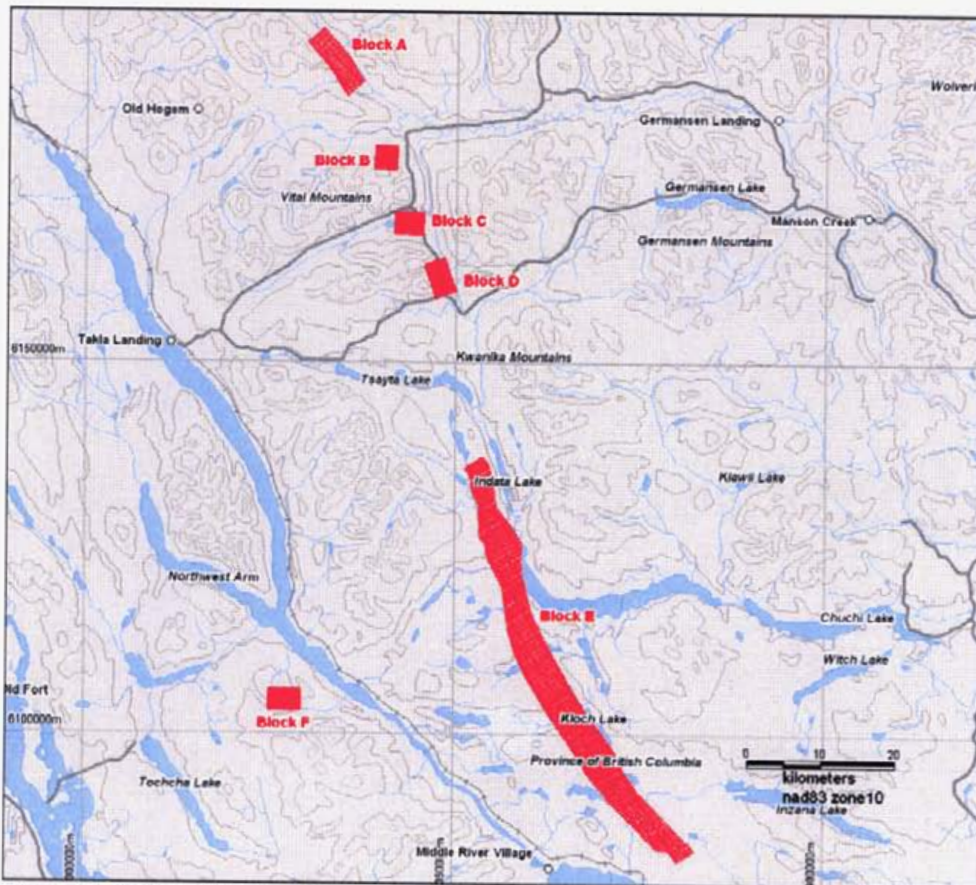 Block A
Old Hogem
Wolveri
Germansen Landing
Block B
Vital Mountains
Germansen Lake
Block C
Manson Creek
Germansen Mountains
Block D
Takla Landing
6150000m
Kwanika Mountains
Tsayta Lake
Indata Lake
Klawli Lake
Northwest Arm
Block E
Chuchi Lake
Witch Lake
ld Fort
Block F
Kloch Lake
6100000m
Province of British Columbia
0 10 20
kilometers
nad83 zone10
Tochcha Lake
Inzana Lake
Middle River Village